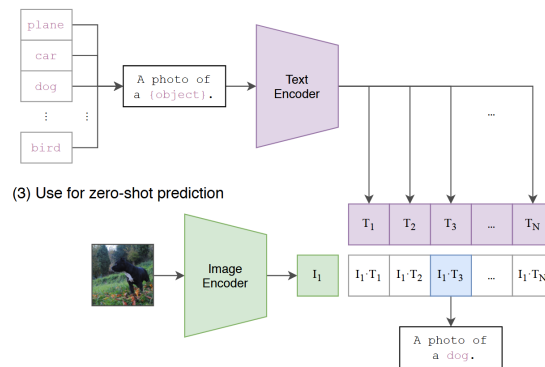 plane
car
dog
⋮ ⋮
bird
A photo of
a {object}.
Text
Encoder
...
(3) Use for zero-shot prediction
Image
Encoder
I1
T1 T2 T3 ... TN
I1·T1 I1·T2 I1·T3 ... I1·TN
A photo of
a dog.